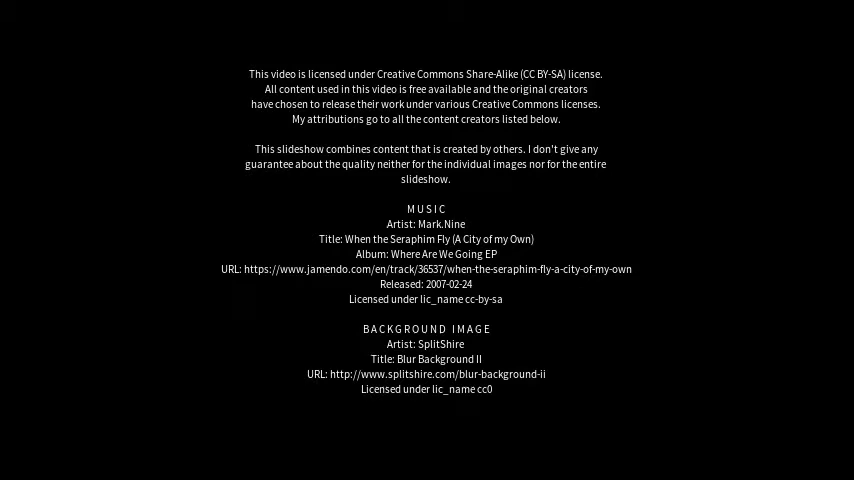 This video is licensed under Creative Commons Share-Alike (CC BY-SA) license.
All content used in this video is free available and the original creators
have chosen to release their work under various Creative Commons licenses.
My attributions go to all the content creators listed below.
This slideshow combines content that is created by others. I don't give any
guarantee about the quality neither for the individual images nor for the entire
slideshow.
MUSIC
Artist: Mark.Nine
Title: When the Seraphim Fly (A City of my Own)
Album: Where Are We Going EP
URL: https://www.jamendo.com/en/track/36537/when-the-seraphim-fly-a-city-of-my-own
Released: 2007-02-24
Licensed under lic_name cc-by-sa
BACKGROUND IMAGE
Artist: SplitShire
Title: Blur Background II
URL: http://www.splitshire.com/blur-background-ii
Licensed under lic_name cc0